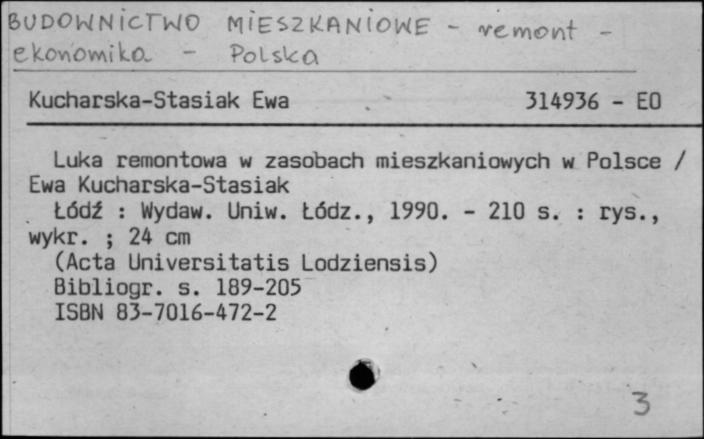 BUDOWNICTWO MIESZKANIOWE - remont -
ekonomika - Polska
Kucharska-Stasiak Ewa 314936 - EO
Luka remontowa w zasobach mieszkaniowych w Polsce /
Ewa Kucharska-Stasiak
Łódź : Wydaw. Uniw. Łódz., 1990. - 210 s. : rys.,
wykr. ; 24 cm
(Acta Universitatis Lodziensis)
Bibliogr. s. 189-205
ISBN 83-7016-472-2
3